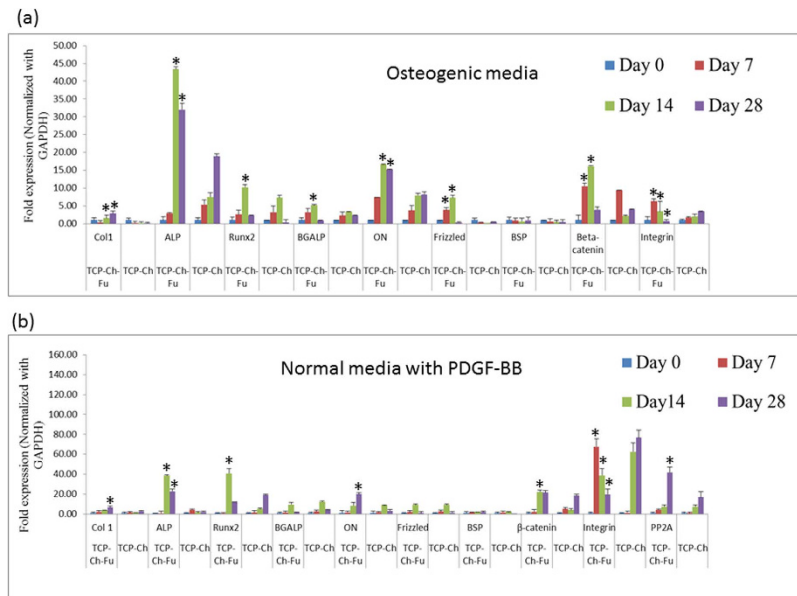 (a)
Osteogenic media
Day 0
Day 7
Day 14
Day 28
Fold expression (Normalized with
GAPDH)
50.00
45.00
40.00
35.00
30.00
25.00
20.00
15.00
10.00
5.00
0.00
* * * * * * * * * * * * * * *
Col1 ALP Runx2 BGALP ON Frizzled BSP Beta-
catenin Integrin
TCP-Ch-
Fu TCP-Ch TCP-Ch-
Fu TCP-Ch TCP-Ch-
Fu TCP-Ch TCP-Ch-
Fu TCP-Ch TCP-Ch-
Fu TCP-Ch TCP-Ch-
Fu TCP-Ch TCP-Ch-
Fu TCP-Ch TCP-Ch-
Fu TCP-Ch TCP-Ch-
Fu TCP-Ch
(b)
Normal media with PDGF-BB
Day 0
Day 7
Day14
Day 28
Fold expression (Normalized with
GAPDH)
160.00
140.00
120.00
100.00
80.00
60.00
40.00
20.00
0.00
* * * * * * * * * *
Col 1 ALP Runx2 BGALP ON Frizzled BSP β-catenin Integrin PP2A
TCP-
Ch-Fu TCP-Ch TCP-
Ch-Fu TCP-Ch TCP-
Ch-Fu TCP-Ch TCP-
Ch-Fu TCP-Ch TCP-
Ch-Fu TCP-Ch TCP-
Ch-Fu TCP-Ch TCP-
Ch-Fu TCP-Ch TCP-
Ch-Fu TCP-Ch TCP-
Ch-Fu TCP-Ch TCP-
Ch-Fu TCP-Ch